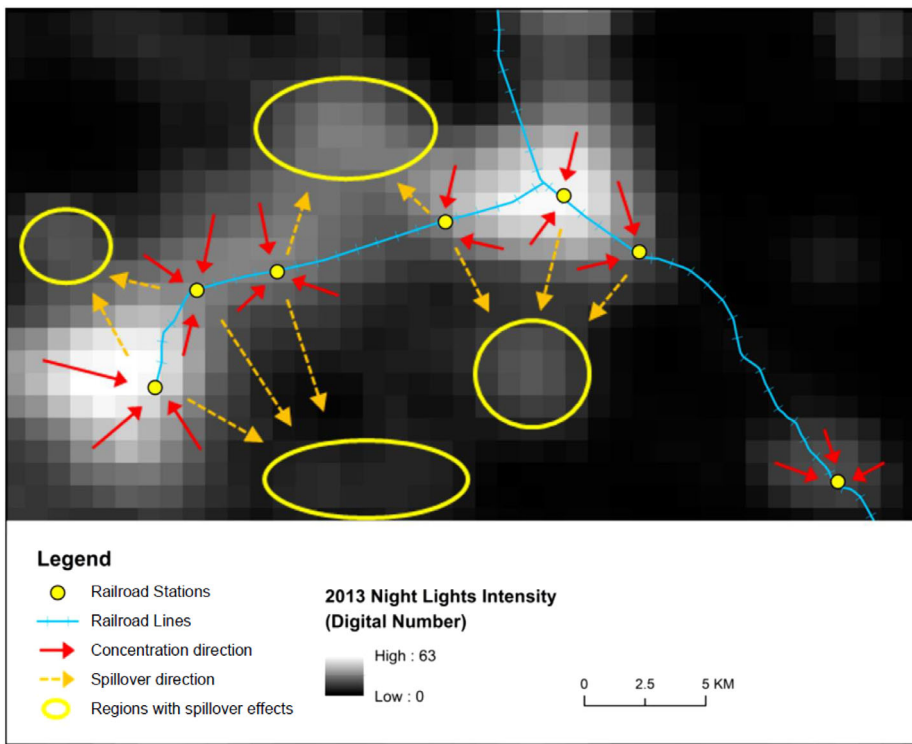 Legend
Railroad Stations
Railroad Lines
Concentration direction
Spillover direction
Regions with spillover effects
2013 Night Lights Intensity
(Digital Number)
High : 63
Low : 0
0 2.5 5 KM